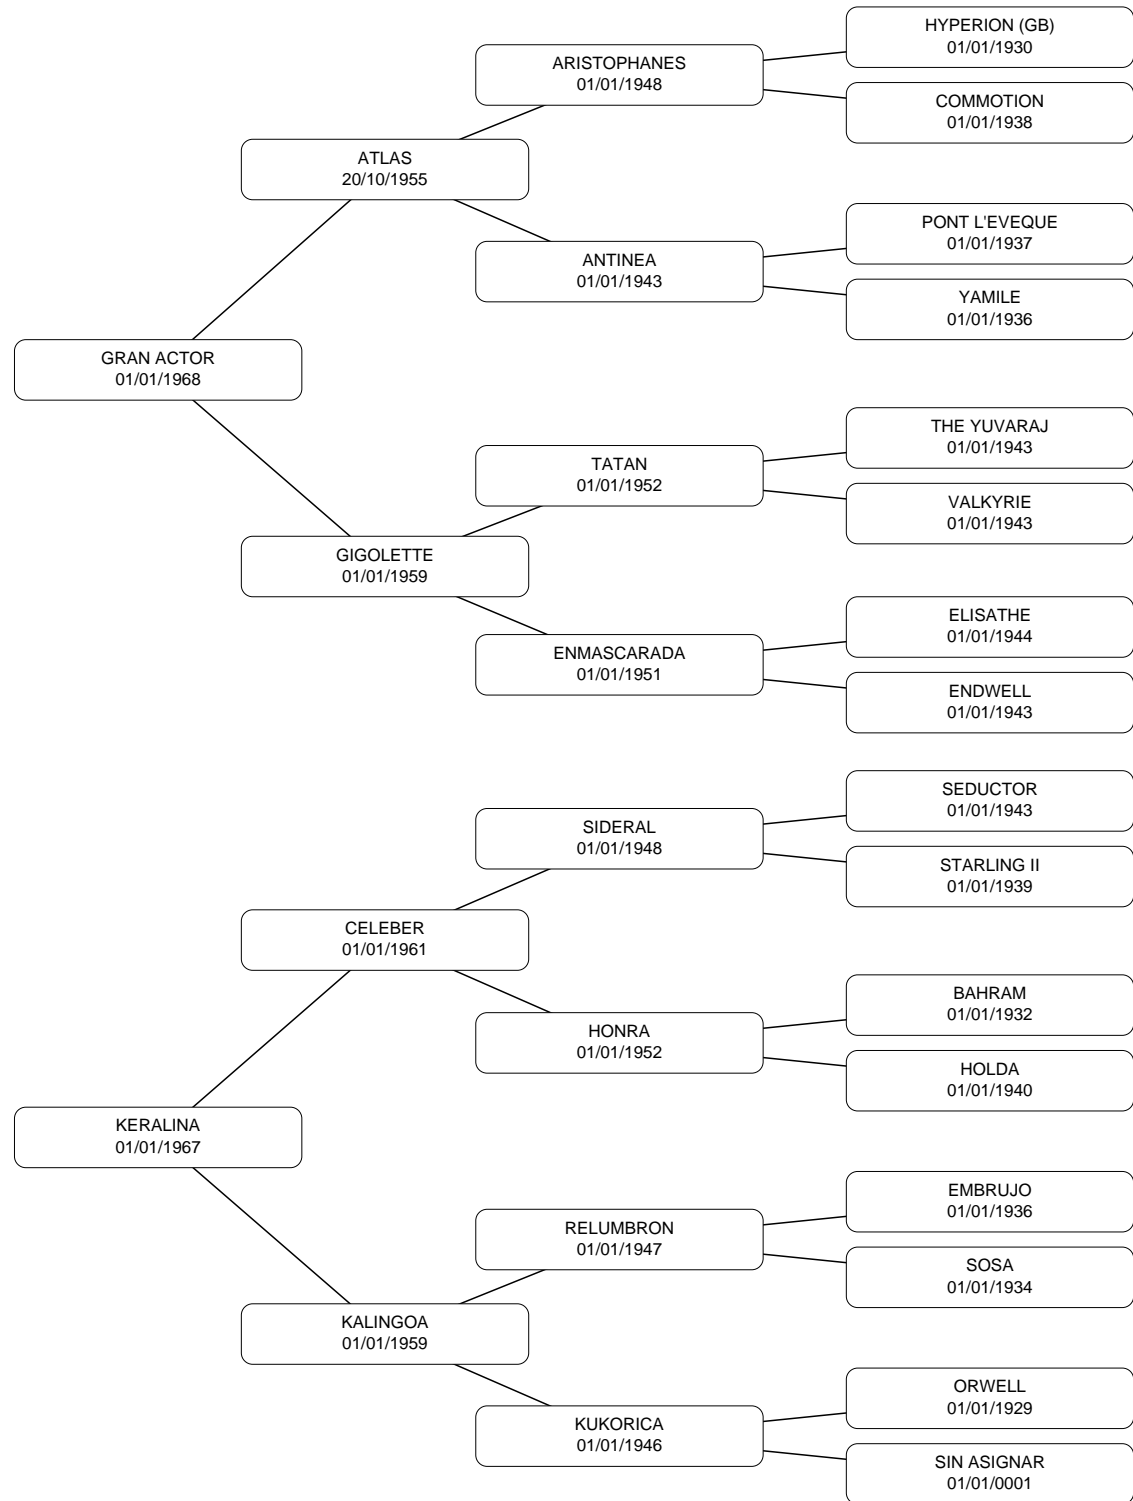 HYPERION (GB)
01/01/1930
ARISTOPHANES
01/01/1948
COMMOTION
01/01/1938
ATLAS
20/10/1955
PONT L'EVEQUE
01/01/1937
ANTINEA
01/01/1943
YAMILE
01/01/1936
GRAN ACTOR
01/01/1968
THE YUVARAJ
01/01/1943
TATAN
01/01/1952
VALKYRIE
01/01/1943
GIGOLETTE
01/01/1959
ELISATHE
01/01/1944
ENMASCARADA
01/01/1951
ENDWELL
01/01/1943
SEDUCTOR
01/01/1943
SIDERAL
01/01/1948
STARLING II
01/01/1939
CELEBER
01/01/1961
BAHRAM
01/01/1932
HONRA
01/01/1952
HOLDA
01/01/1940
KERALINA
01/01/1967
EMBRUJO
01/01/1936
RELUMBRON
01/01/1947
SOSA
01/01/1934
KALINGOA
01/01/1959
ORWELL
01/01/1929
KUKORICA
01/01/1946
SIN ASIGNAR
01/01/0001